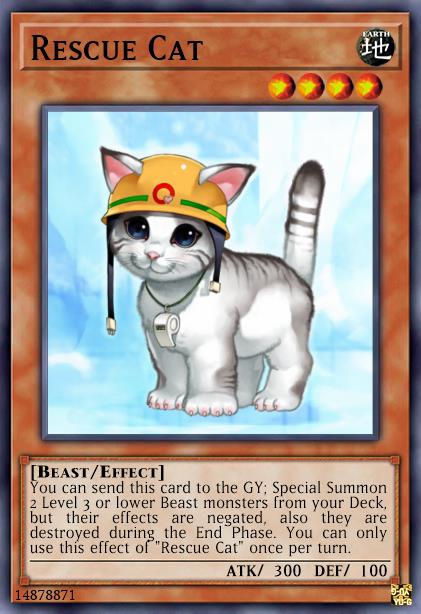 Rescue Cat
EARTH
地
[Beast/Effect]
You can send this card to the GY; Special Summon
2 Level 3 or lower Beast monsters from your Deck,
but their effects are negated, also they are
destroyed during the End Phase. You can only
use this effect of "Rescue Cat" once per turn.
ATK/ 300 DEF/ 100
14878871